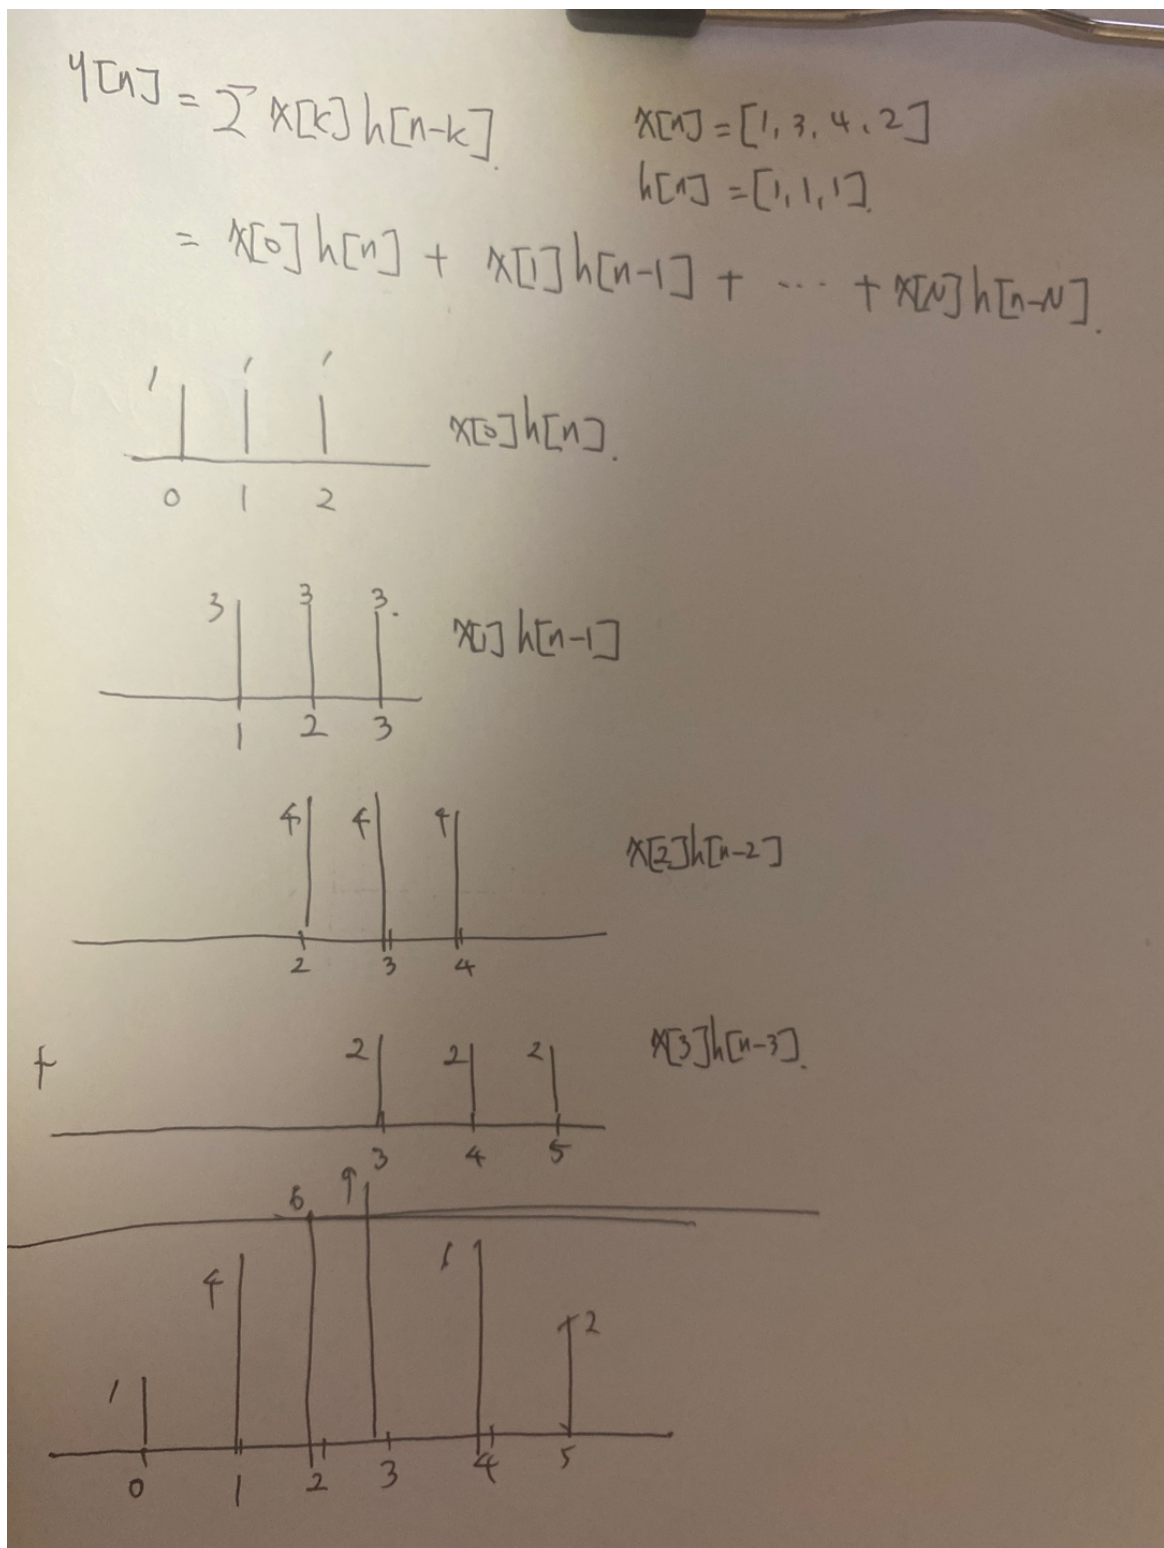 y[n] = Σ x[k]h[n-k].
x[n] = [1, 3, 4, 2]
h[n] = [1, 1, 1].
= x[0]h[n] + x[1]h[n-1] + ... + x[N]h[n-N].
1 1 1
x[0]h[n].
0 1 2
3 3 3.
x[1]h[n-1]
1 2 3
4 4 4
x[2]h[n-2]
2 3 4
+ 2 2 2
x[3]h[n-3].
3 4 5
1 4 8 9 2
0 1 2 3 4 5